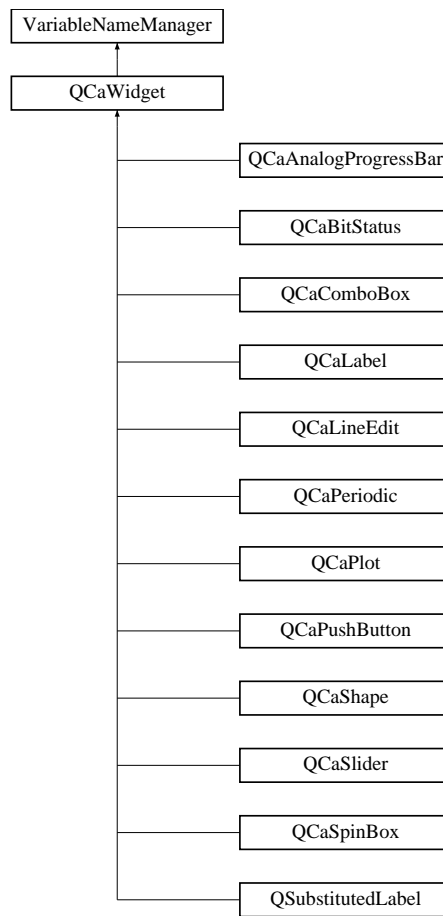 VariableNameManager
QCaWidget
QCaAnalogProgressBar
QCaBitStatus
QCaComboBox
QCaLabel
QCaLineEdit
QCaPeriodic
QCaPlot
QCaPushButton
QCaShape
QCaSlider
QCaSpinBox
QSubstitutedLabel